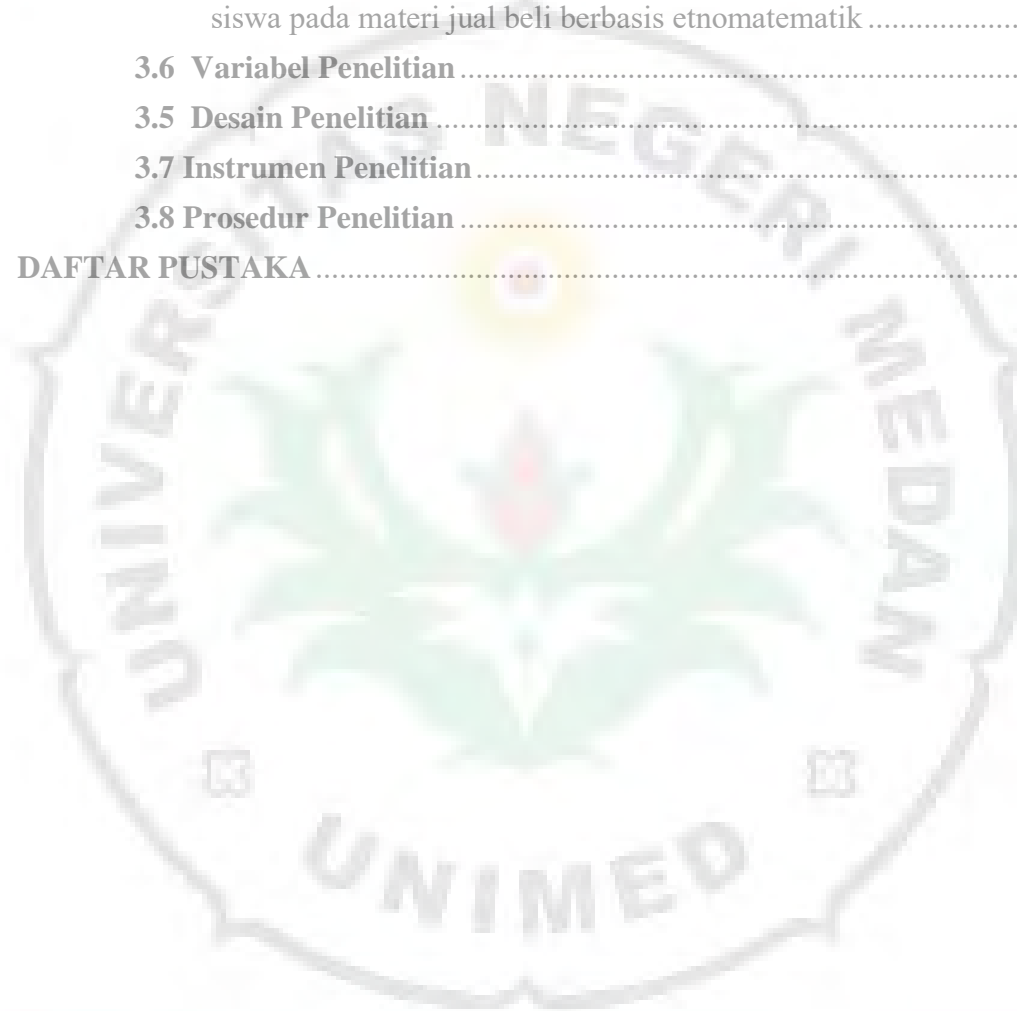 siswa pada materi jual beli berbasis etnomatematik ....................
3.6 Variabel Penelitian ....................
3.5 Desain Penelitian ....................
3.7 Instrumen Penelitian ....................
3.8 Prosedur Penelitian ....................
DAFTAR PUSTAKA ....................
UNIVERSITAS NEGERI MEDAN
UNIMED